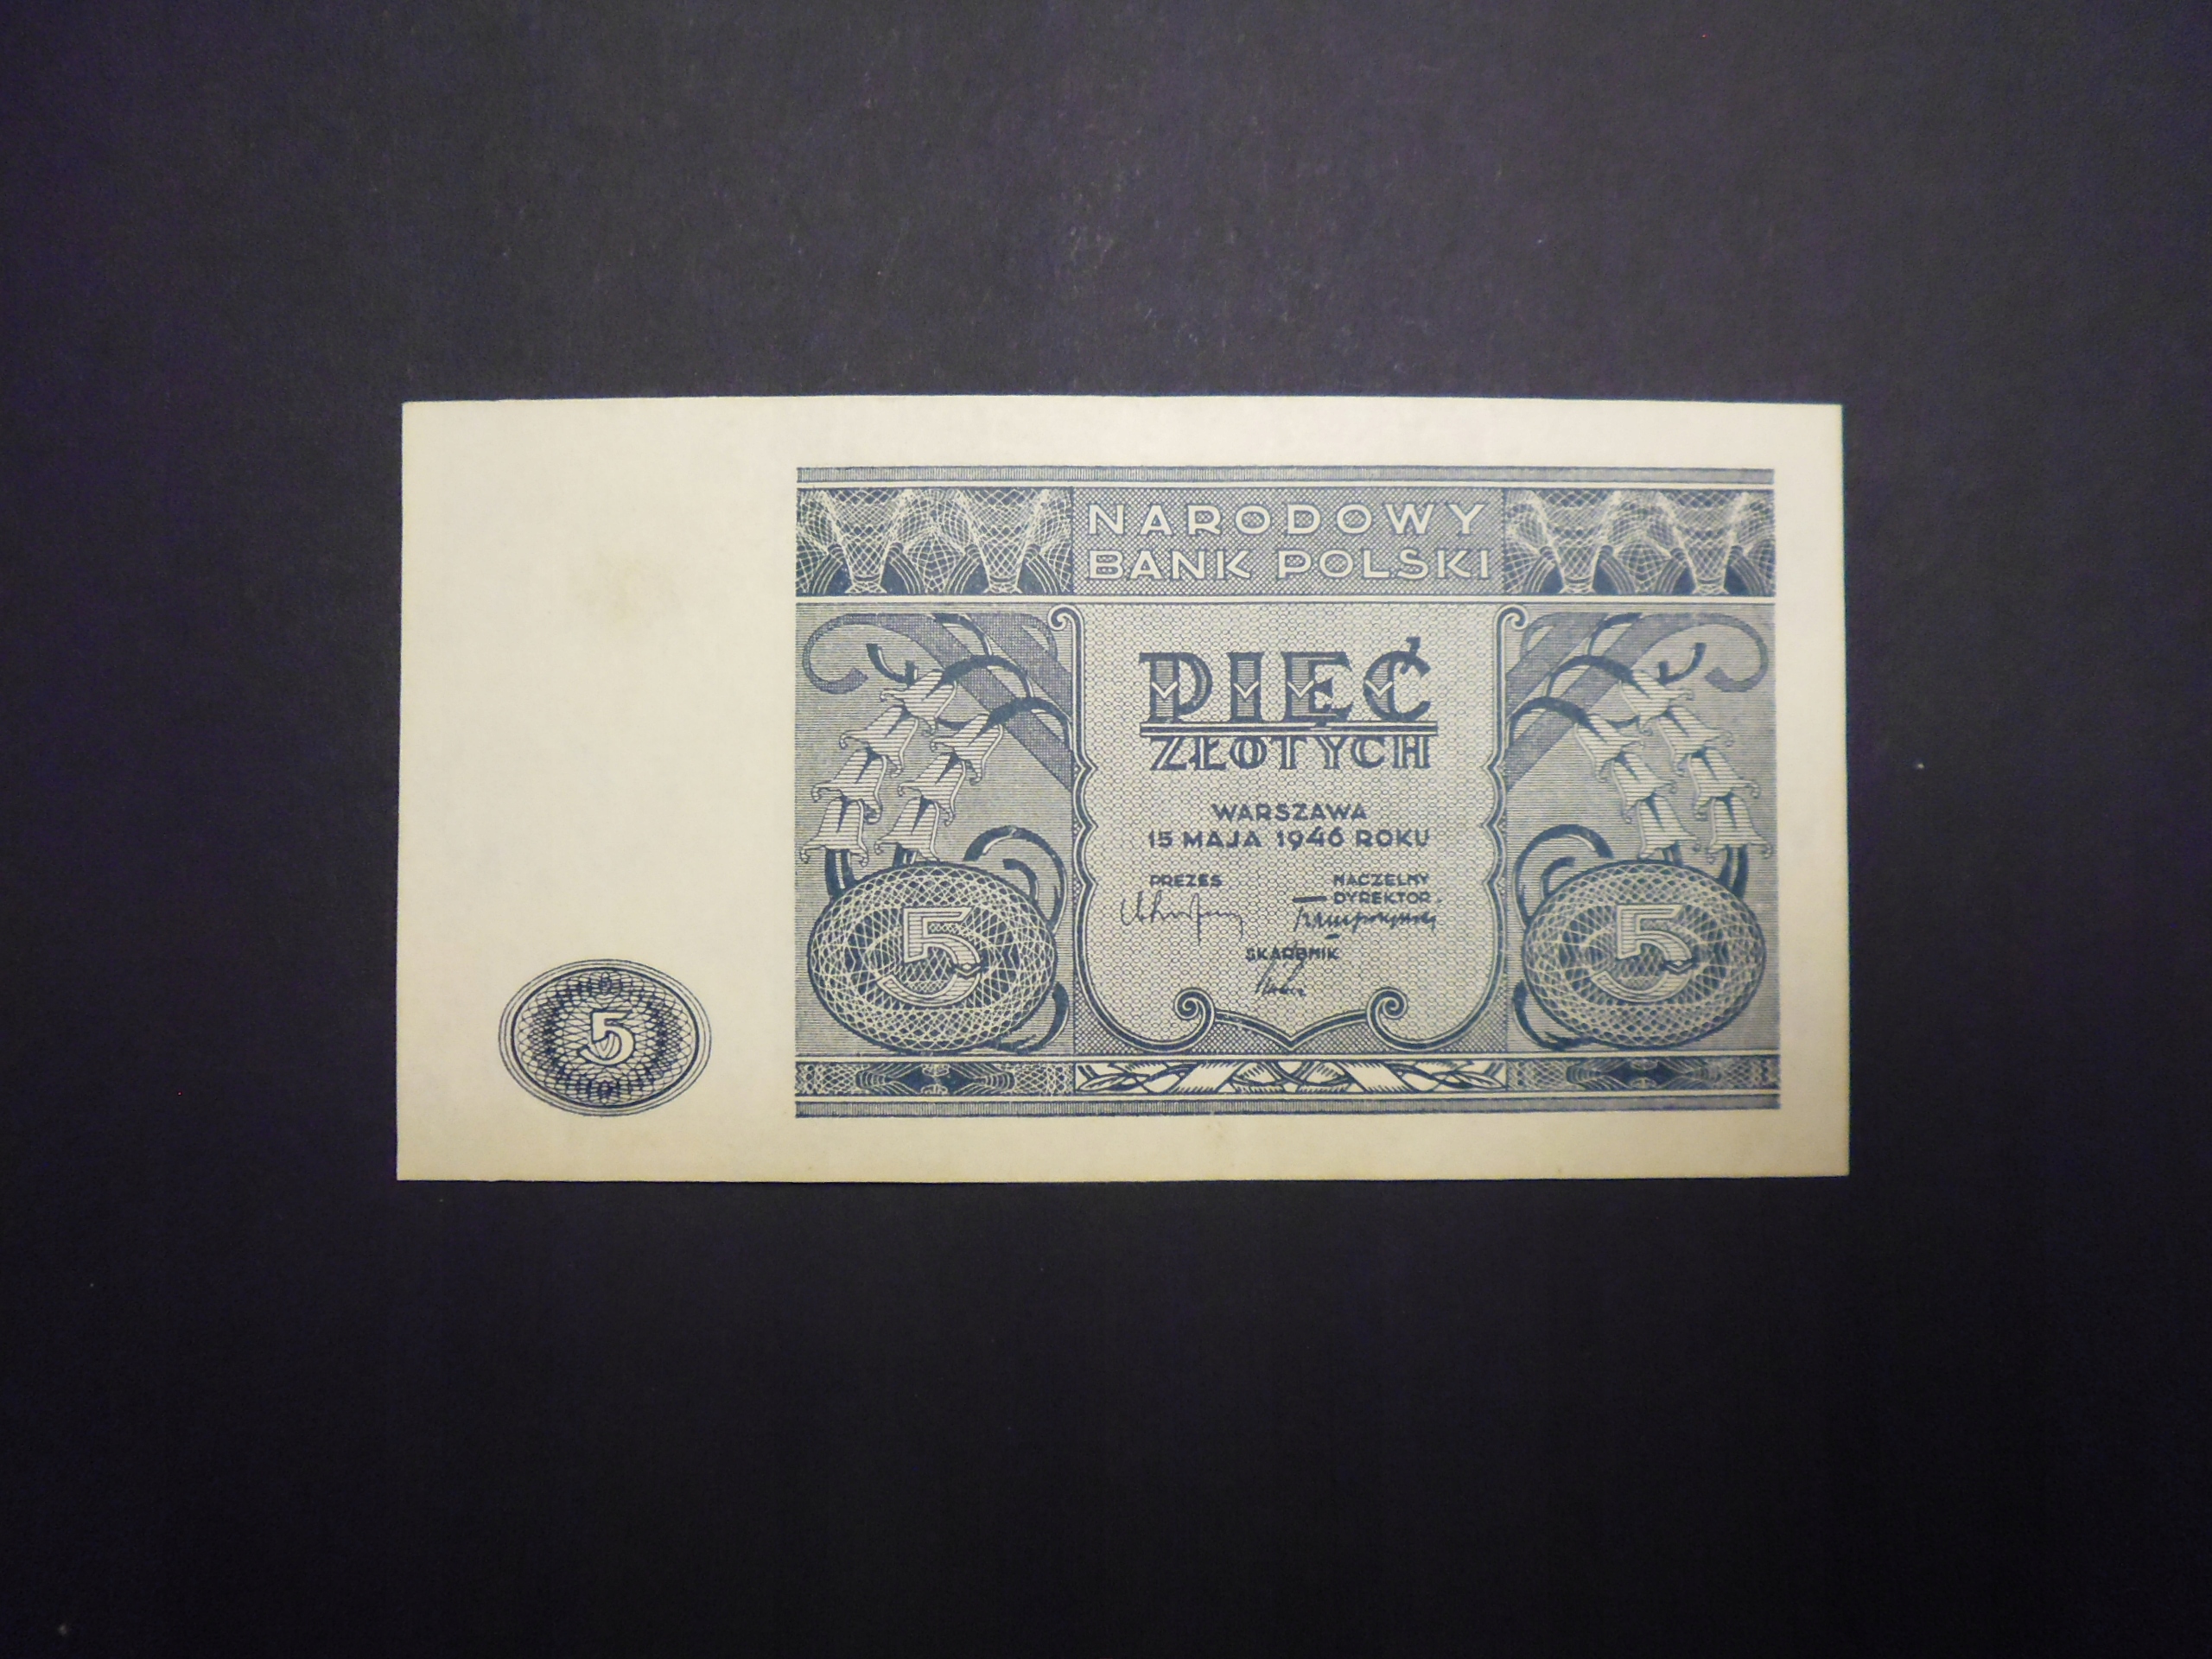 NARODOWY
BANK POLSKI
PIĘĆ
ZŁOTYCH
WARSZAWA
15 MAJA 1946 ROKU
PREZES
NACZELNY
DYREKTOR
SKARBNIK
5
5
5